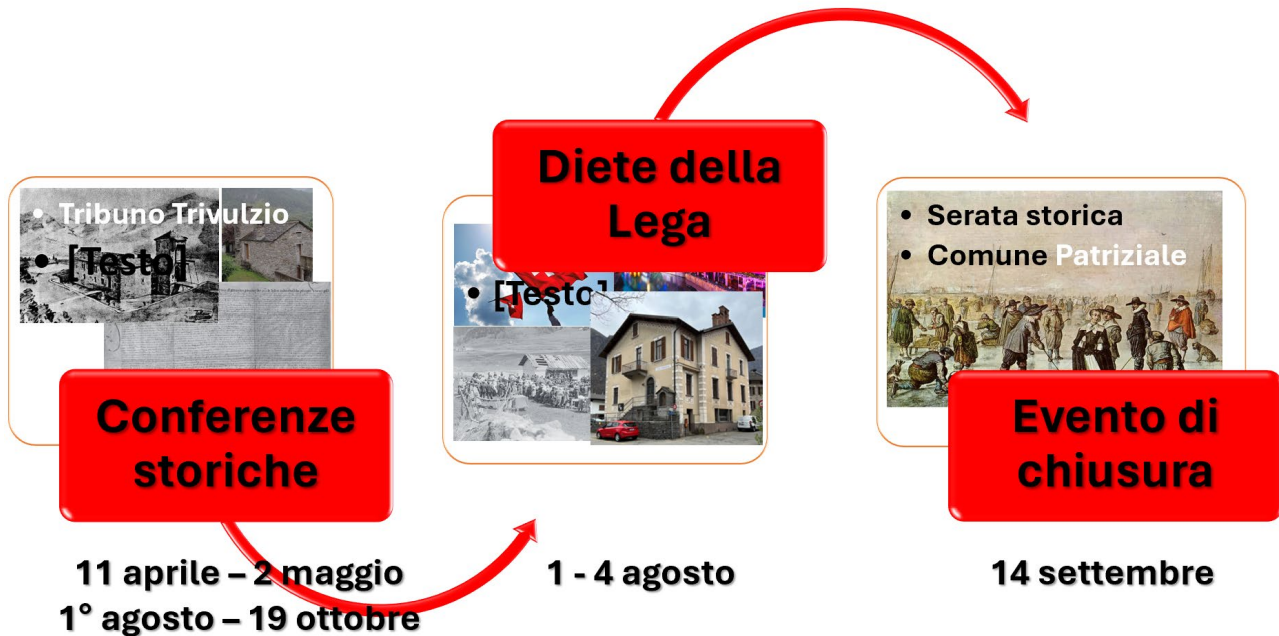 • Tribuno Trivulzio
• [Testo]
Conferenze
storiche
11 aprile – 2 maggio
1° agosto – 19 ottobre
Diete della
Lega
• [Testo]
1 - 4 agosto
• Serata storica
• Comune Patriziale
Evento di
chiusura
14 settembre